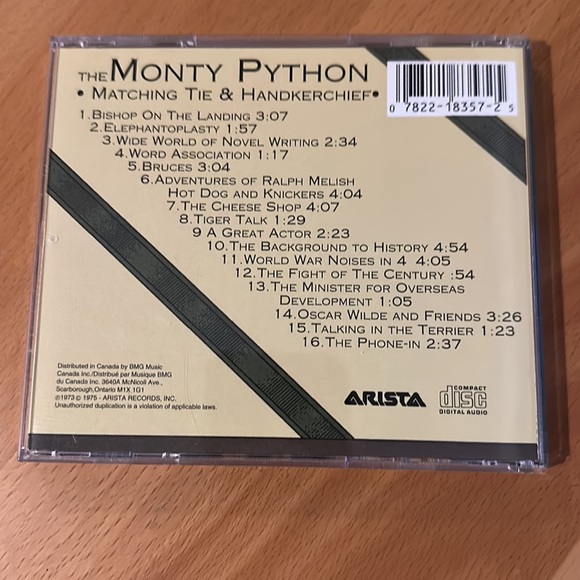 THE MONTY PYTHON
• MATCHING TIE & HANDKERCHIEF•
0 7822-18357-2 5
1.BISHOP ON THE LANDING 3:07
2.ELEPHANTOPLASTY 1:57
3.WIDE WORLD OF NOVEL WRITING 2:34
4.WORD ASSOCIATION 1:17
5.BRUCES 3:04
6.ADVENTURES OF RALPH MELISH
HOT DOG AND KNICKERS 4:04
7.THE CHEESE SHOP 4:07
8.TIGER TALK 1:29
9 A GREAT ACTOR 2:23
10.THE BACKGROUND TO HISTORY 4:54
11.WORLD WAR NOISES IN 4 4:05
12.THE FIGHT OF THE CENTURY :54
13.THE MINISTER FOR OVERSEAS
DEVELOPMENT 1:05
14.OSCAR WILDE AND FRIENDS 3:26
15.TALKING IN THE TERRIER 1:23
16.THE PHONE-IN 2:37
Distributed in Canada by BMG Music
Canada Inc./Distribué par Musique BMG
du Canada Inc. 3640A McNicoll Ave.,
Scarborough,Ontario M1X 1G1
℗1973 © 1975 - ARISTA RECORDS, INC.
Unauthorized duplication is a violation of applicable laws.
ARISTA
COMPACT
disc
DIGITAL AUDIO